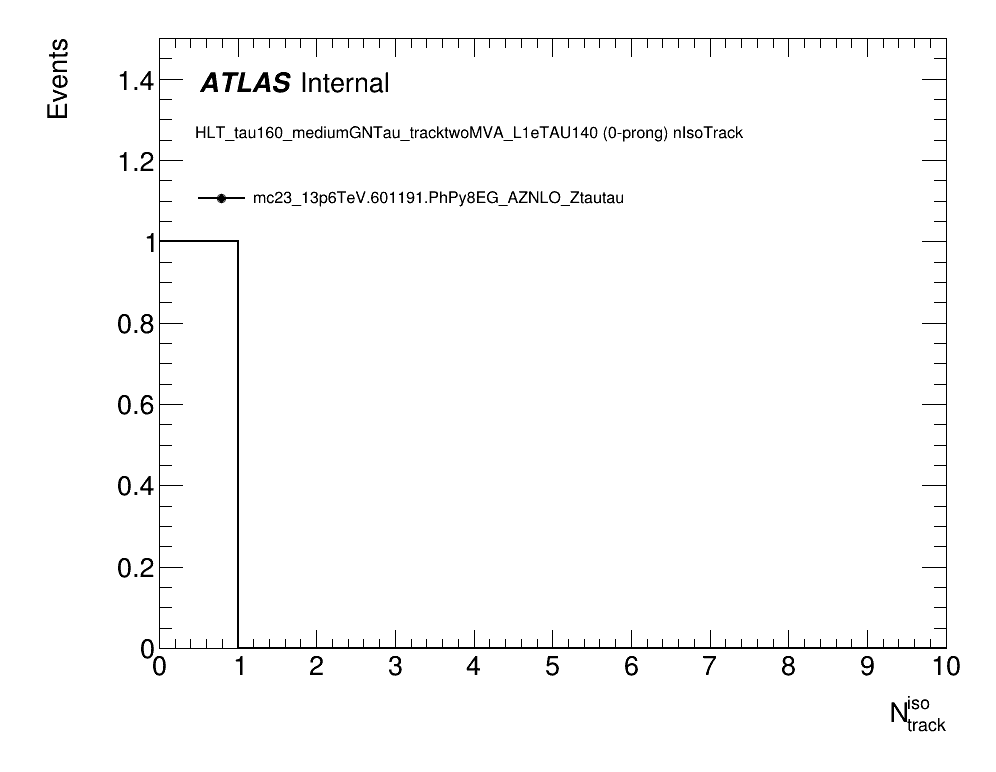 Events
ATLAS Internal
HLT_tau160_mediumGNTau_tracktwoMVA_L1eTAU140 (0-prong) nIsoTrack
mc23_13p6TeV.601191.PhPy8EG_AZNLO_Ztautau
1.4
1.2
1
0.8
0.6
0.4
0.2
0
0 1 2 3 4 5 6 7 8 9 10
N iso track